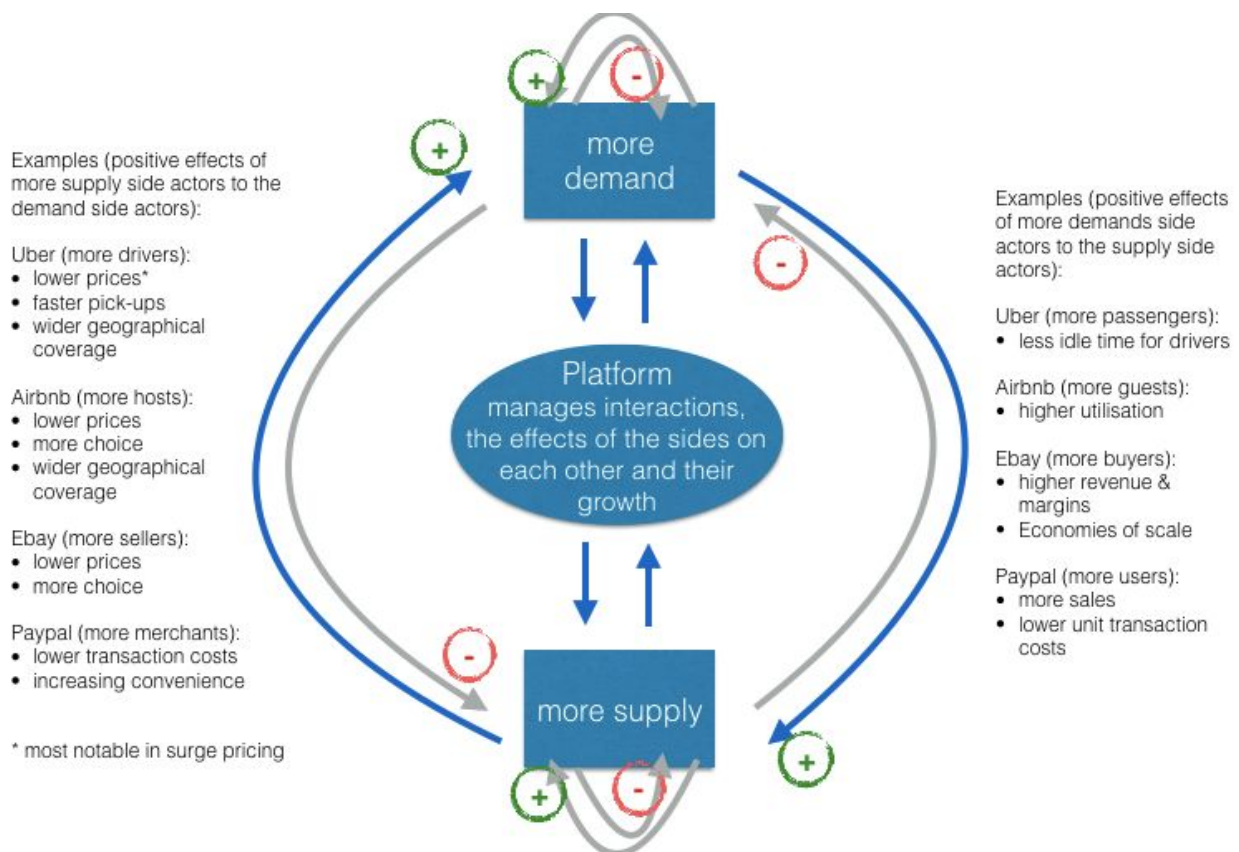 +
-
+
more
demand
Examples (positive effects of
more supply side actors to the
demand side actors):
Uber (more drivers):
• lower prices*
• faster pick-ups
• wider geographical
coverage
Airbnb (more hosts):
• lower prices
• more choice
• wider geographical
coverage
Ebay (more sellers):
• lower prices
• more choice
Paypal (more merchants):
• lower transaction costs
• increasing convenience
* most notable in surge pricing
-
Platform
manages interactions,
the effects of the sides on
each other and their
growth
Examples (positive effects
of more demands side
actors to the supply side
actors):
Uber (more passengers):
• less idle time for drivers
Airbnb (more guests):
• higher utilisation
Ebay (more buyers):
• higher revenue &
margins
• Economies of scale
Paypal (more users):
• more sales
• lower unit transaction
costs
-
more supply
+
+
-